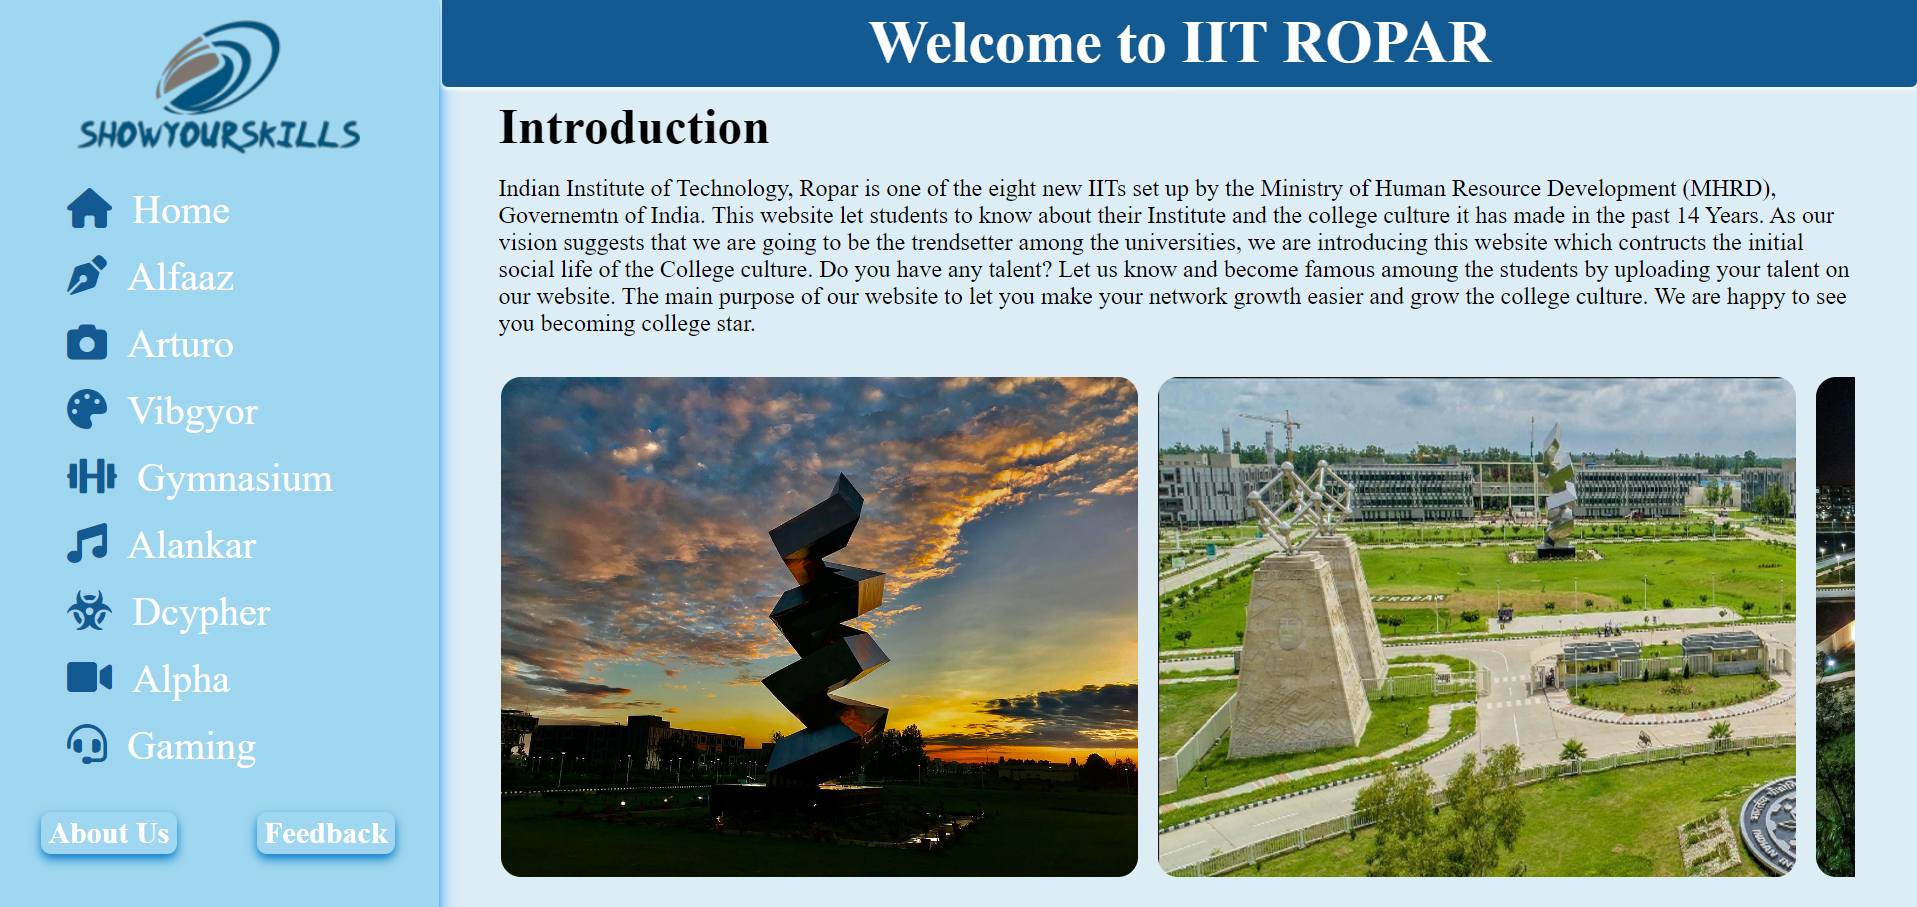 SHOWYOURSKILLS
Home
Alfaaz
Arturo
Vibgyor
Gymnasium
Alankar
Dcypher
Alpha
Gaming
About Us
Feedback
Welcome to IIT ROPAR
Introduction
Indian Institute of Technology, Ropar is one of the eight new IITs set up by the Ministry of Human Resource Development (MHRD),
Governemtn of India. This website let students to know about their Institute and the college culture it has made in the past 14 Years. As our
vision suggests that we are going to be the trendsetter among the universities, we are introducing this website which contructs the initial
social life of the College culture. Do you have any talent? Let us know and become famous amoung the students by uploading your talent on
our website. The main purpose of our website to let you make your network growth easier and grow the college culture. We are happy to see
you becoming college star.
IIT ROPAR